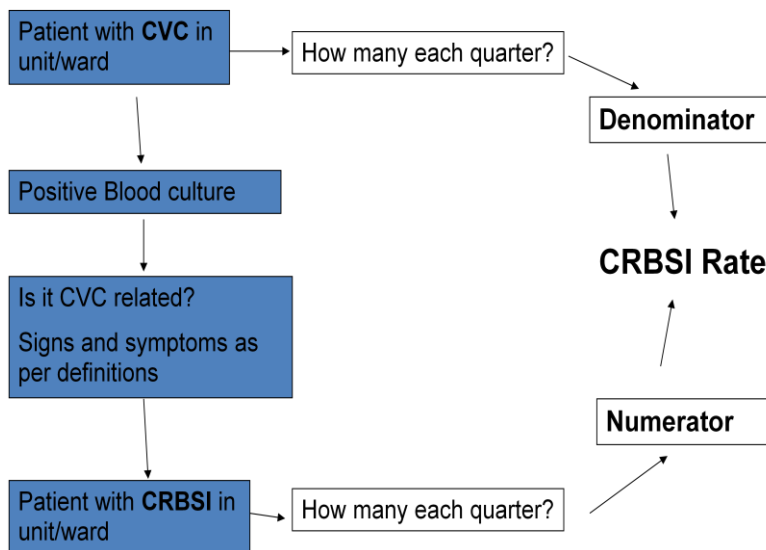 Patient with CVC in
unit/ward
How many each quarter?
Denominator
Positive Blood culture
CRBSI Rate
Is it CVC related?
Signs and symptoms as
per definitions
Numerator
Patient with CRBSI in
unit/ward
How many each quarter?